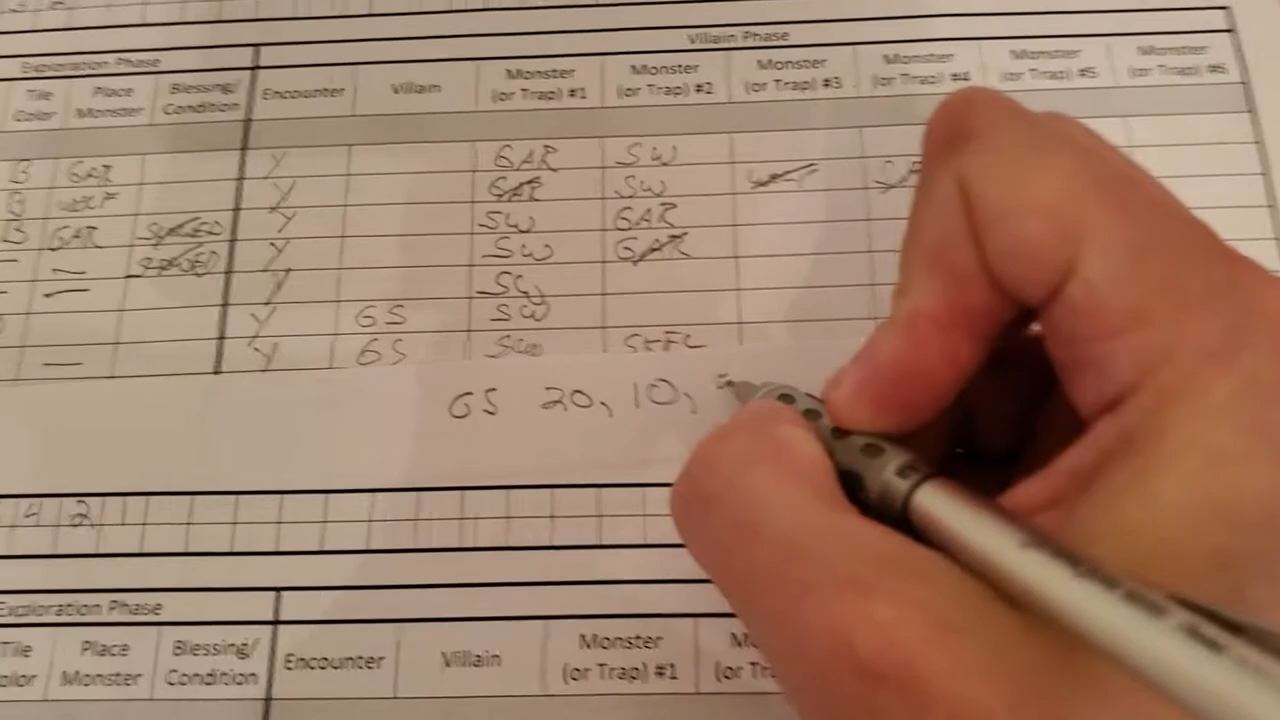 Exploration Phase Villain Phase
Tile Color Place Monster Blessing/ Condition Encounter Villain Monster (or Trap) #1 Monster (or Trap) #2 Monster (or Trap) #3 Monster (or Trap) #4 Monster (or Trap) #5 Monster (or Trap) #6
B GAR Y GAR SW
B Y GAR SW
B GAR Y SW GAR
— — Y SW GAR
— — Y SW
Y GS SW
— Y GS
GS 20, 10,
4 2
Exploration Phase
Tile Place Monster Blessing/ Condition Encounter Villain Monster (or Trap) #1